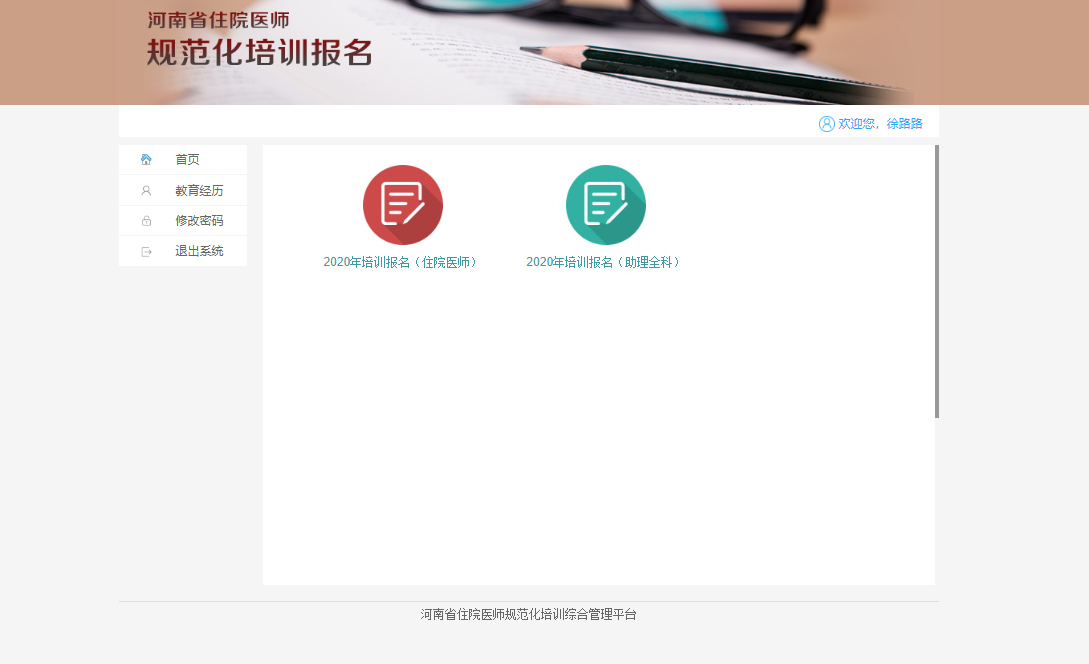 河南省住院医师
规范化培训报名
欢迎您，徐路路
首页
教育经历
修改密码
退出系统
2020年培训报名（住院医师）
2020年培训报名（助理全科）
河南省住院医师规范化培训综合管理平台